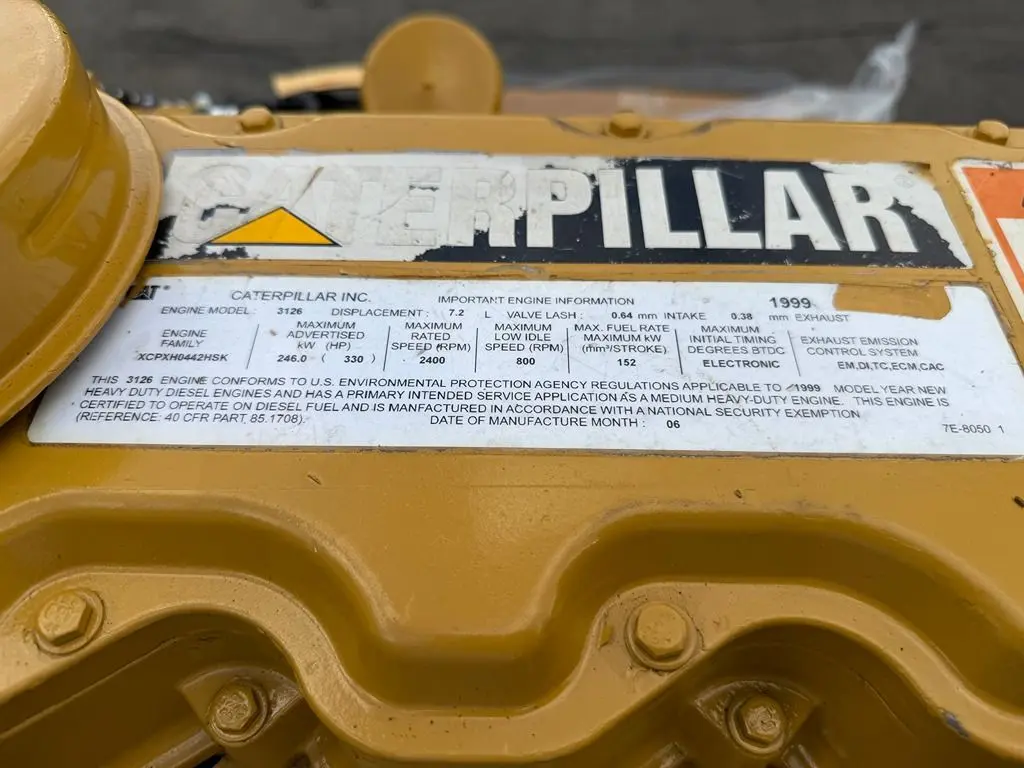 CATERPILLAR
CAT CATERPILLAR INC. IMPORTANT ENGINE INFORMATION 1999
ENGINE MODEL: 3126 DISPLACEMENT: 7.2 L VALVE LASH: 0.64 mm INTAKE 0.38 mm EXHAUST
ENGINE FAMILY MAXIMUM ADVERTISED kW (HP) MAXIMUM RATED SPEED (RPM) MAXIMUM LOW IDLE SPEED (RPM) MAX. FUEL RATE MAXIMUM kW (mm³/STROKE) MAXIMUM INITIAL TIMING DEGREES BTDC EXHAUST EMISSION CONTROL SYSTEM
XCPXH0442HSK 246.0 ( 330 ) 2400 800 152 ELECTRONIC EM,DI,TC,ECM,CAC
THIS 3126 ENGINE CONFORMS TO U.S. ENVIRONMENTAL PROTECTION AGENCY REGULATIONS APPLICABLE TO 1999 MODEL YEAR NEW
HEAVY DUTY DIESEL ENGINES AND HAS A PRIMARY INTENDED SERVICE APPLICATION AS A MEDIUM HEAVY-DUTY ENGINE. THIS ENGINE IS
CERTIFIED TO OPERATE ON DIESEL FUEL AND IS MANFACTURED IN ACCORDANCE WITH A NATIONAL SECURITY EXEMPTION
(REFERENCE: 40 CFR PART, 85.1708). DATE OF MANUFACTURE MONTH: 06 7E-8050 1